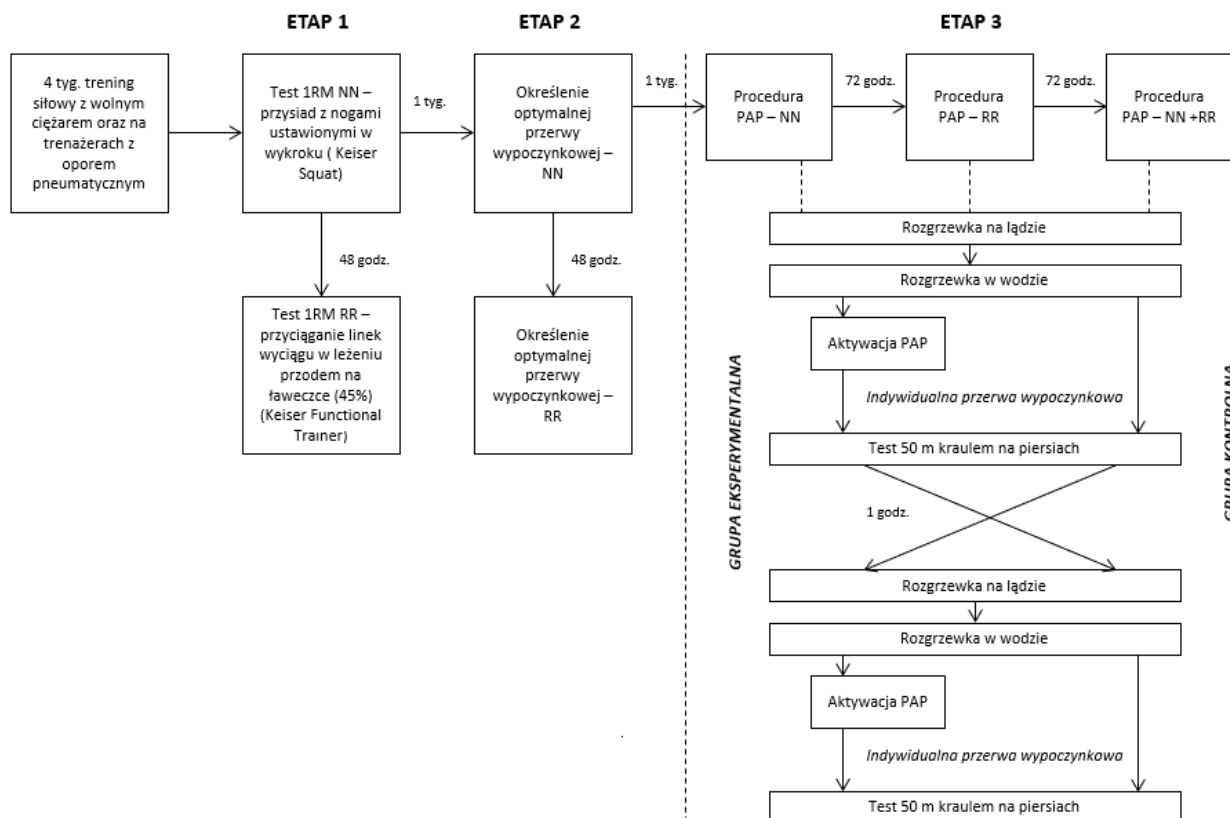 ETAP 1
ETAP 2
ETAP 3
4 tyg. trening
siłowy z wolnym
ciężarem oraz na
trenażerach z
oporem
pneumatycznym
Test 1RM NN –
przysiad z nogami
ustawionymi w
wykroku ( Keiser
Squat)
1 tyg.
Określenie
optymalnej
przerwy
wypoczynkowej –
NN
1 tyg.
Procedura
PAP – NN
72 godz.
Procedura
PAP – RR
72 godz.
Procedura
PAP – NN +RR
48 godz.
48 godz.
Test 1RM RR –
przyciąganie linek
wyciągu w leżeniu
przodem na
ławeczce (45%)
(Keiser Functional
Trainer)
Określenie
optymalnej
przerwy
wypoczynkowej –
RR
GRUPA EKSPERYMENTALNA
GRUPA KONTROLNA
Rozgrzewka na lądzie
Rozgrzewka w wodzie
Aktywacja PAP
Indywidualna przerwa wypoczynkowa
Test 50 m kraulem na piersiach
1 godz.
Rozgrzewka na lądzie
Rozgrzewka w wodzie
Aktywacja PAP
Indywidualna przerwa wypoczynkowa
Test 50 m kraulem na piersiach